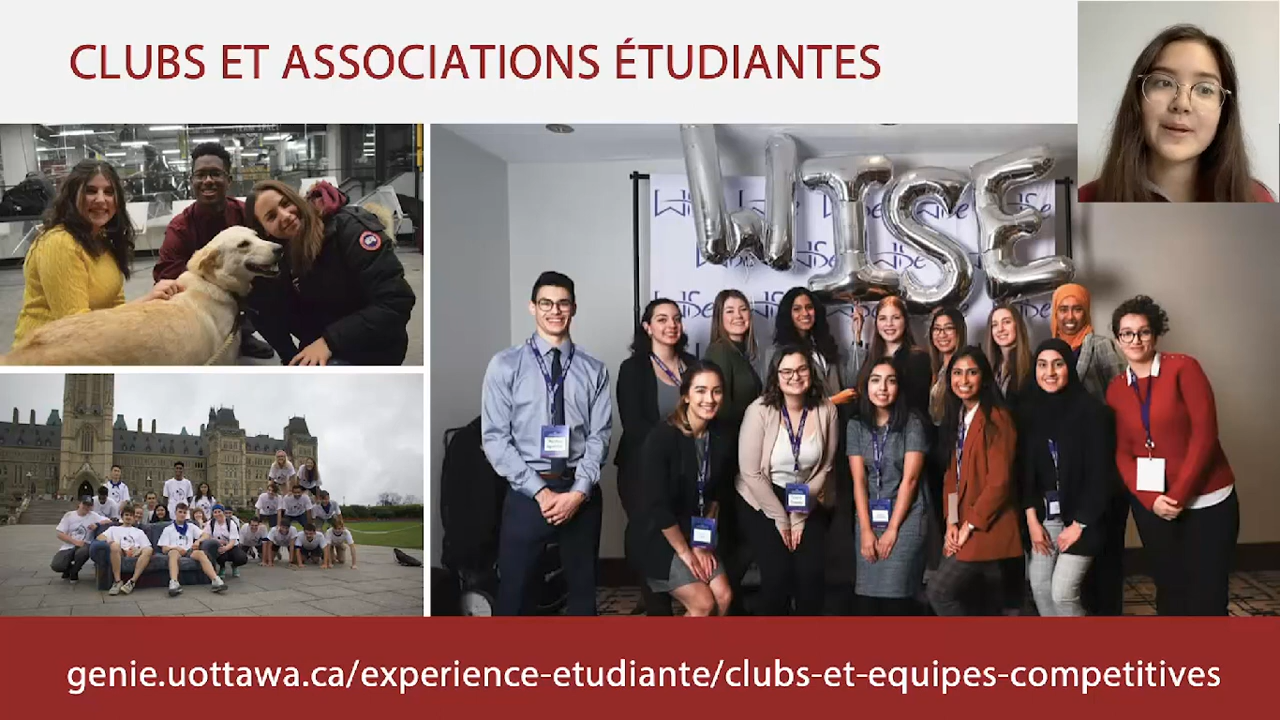 CLUBS ET ASSOCIATIONS ÉTUDIANTES
WISE
genie.uottawa.ca/experience-etudiante/clubs-et-equipes-competitives